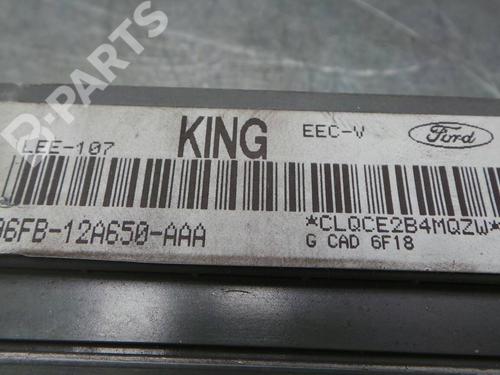 B-PARTS
KING
EEC-V
Ford
LEE-107
96FB-12A650-AAA
*CLQCE2B4MQZW*
G CAD 6F18